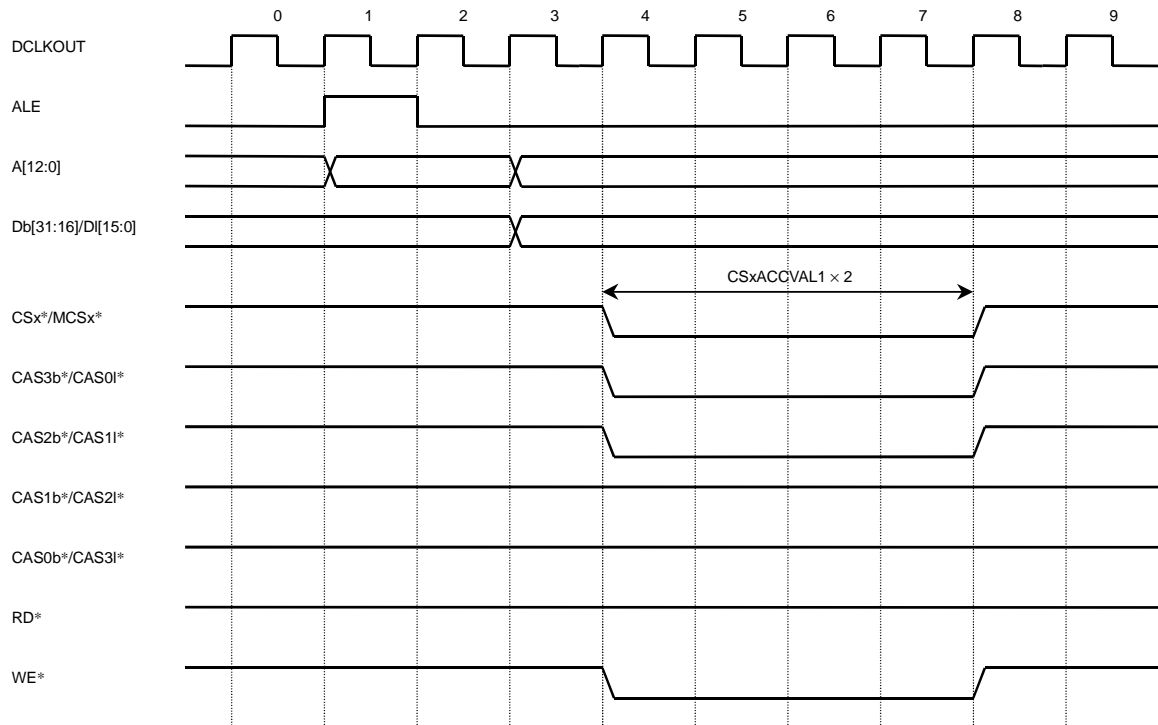 0 1 2 3 4 5 6 7 8 9
DCLKOUT
ALE
A[12:0]
Db[31:16]/Dl[15:0]
CSxACCVAL1 × 2
CSx*/MCSx*
CAS3b*/CAS0l*
CAS2b*/CAS1l*
CAS1b*/CAS2l*
CAS0b*/CAS3l*
RD*
WE*